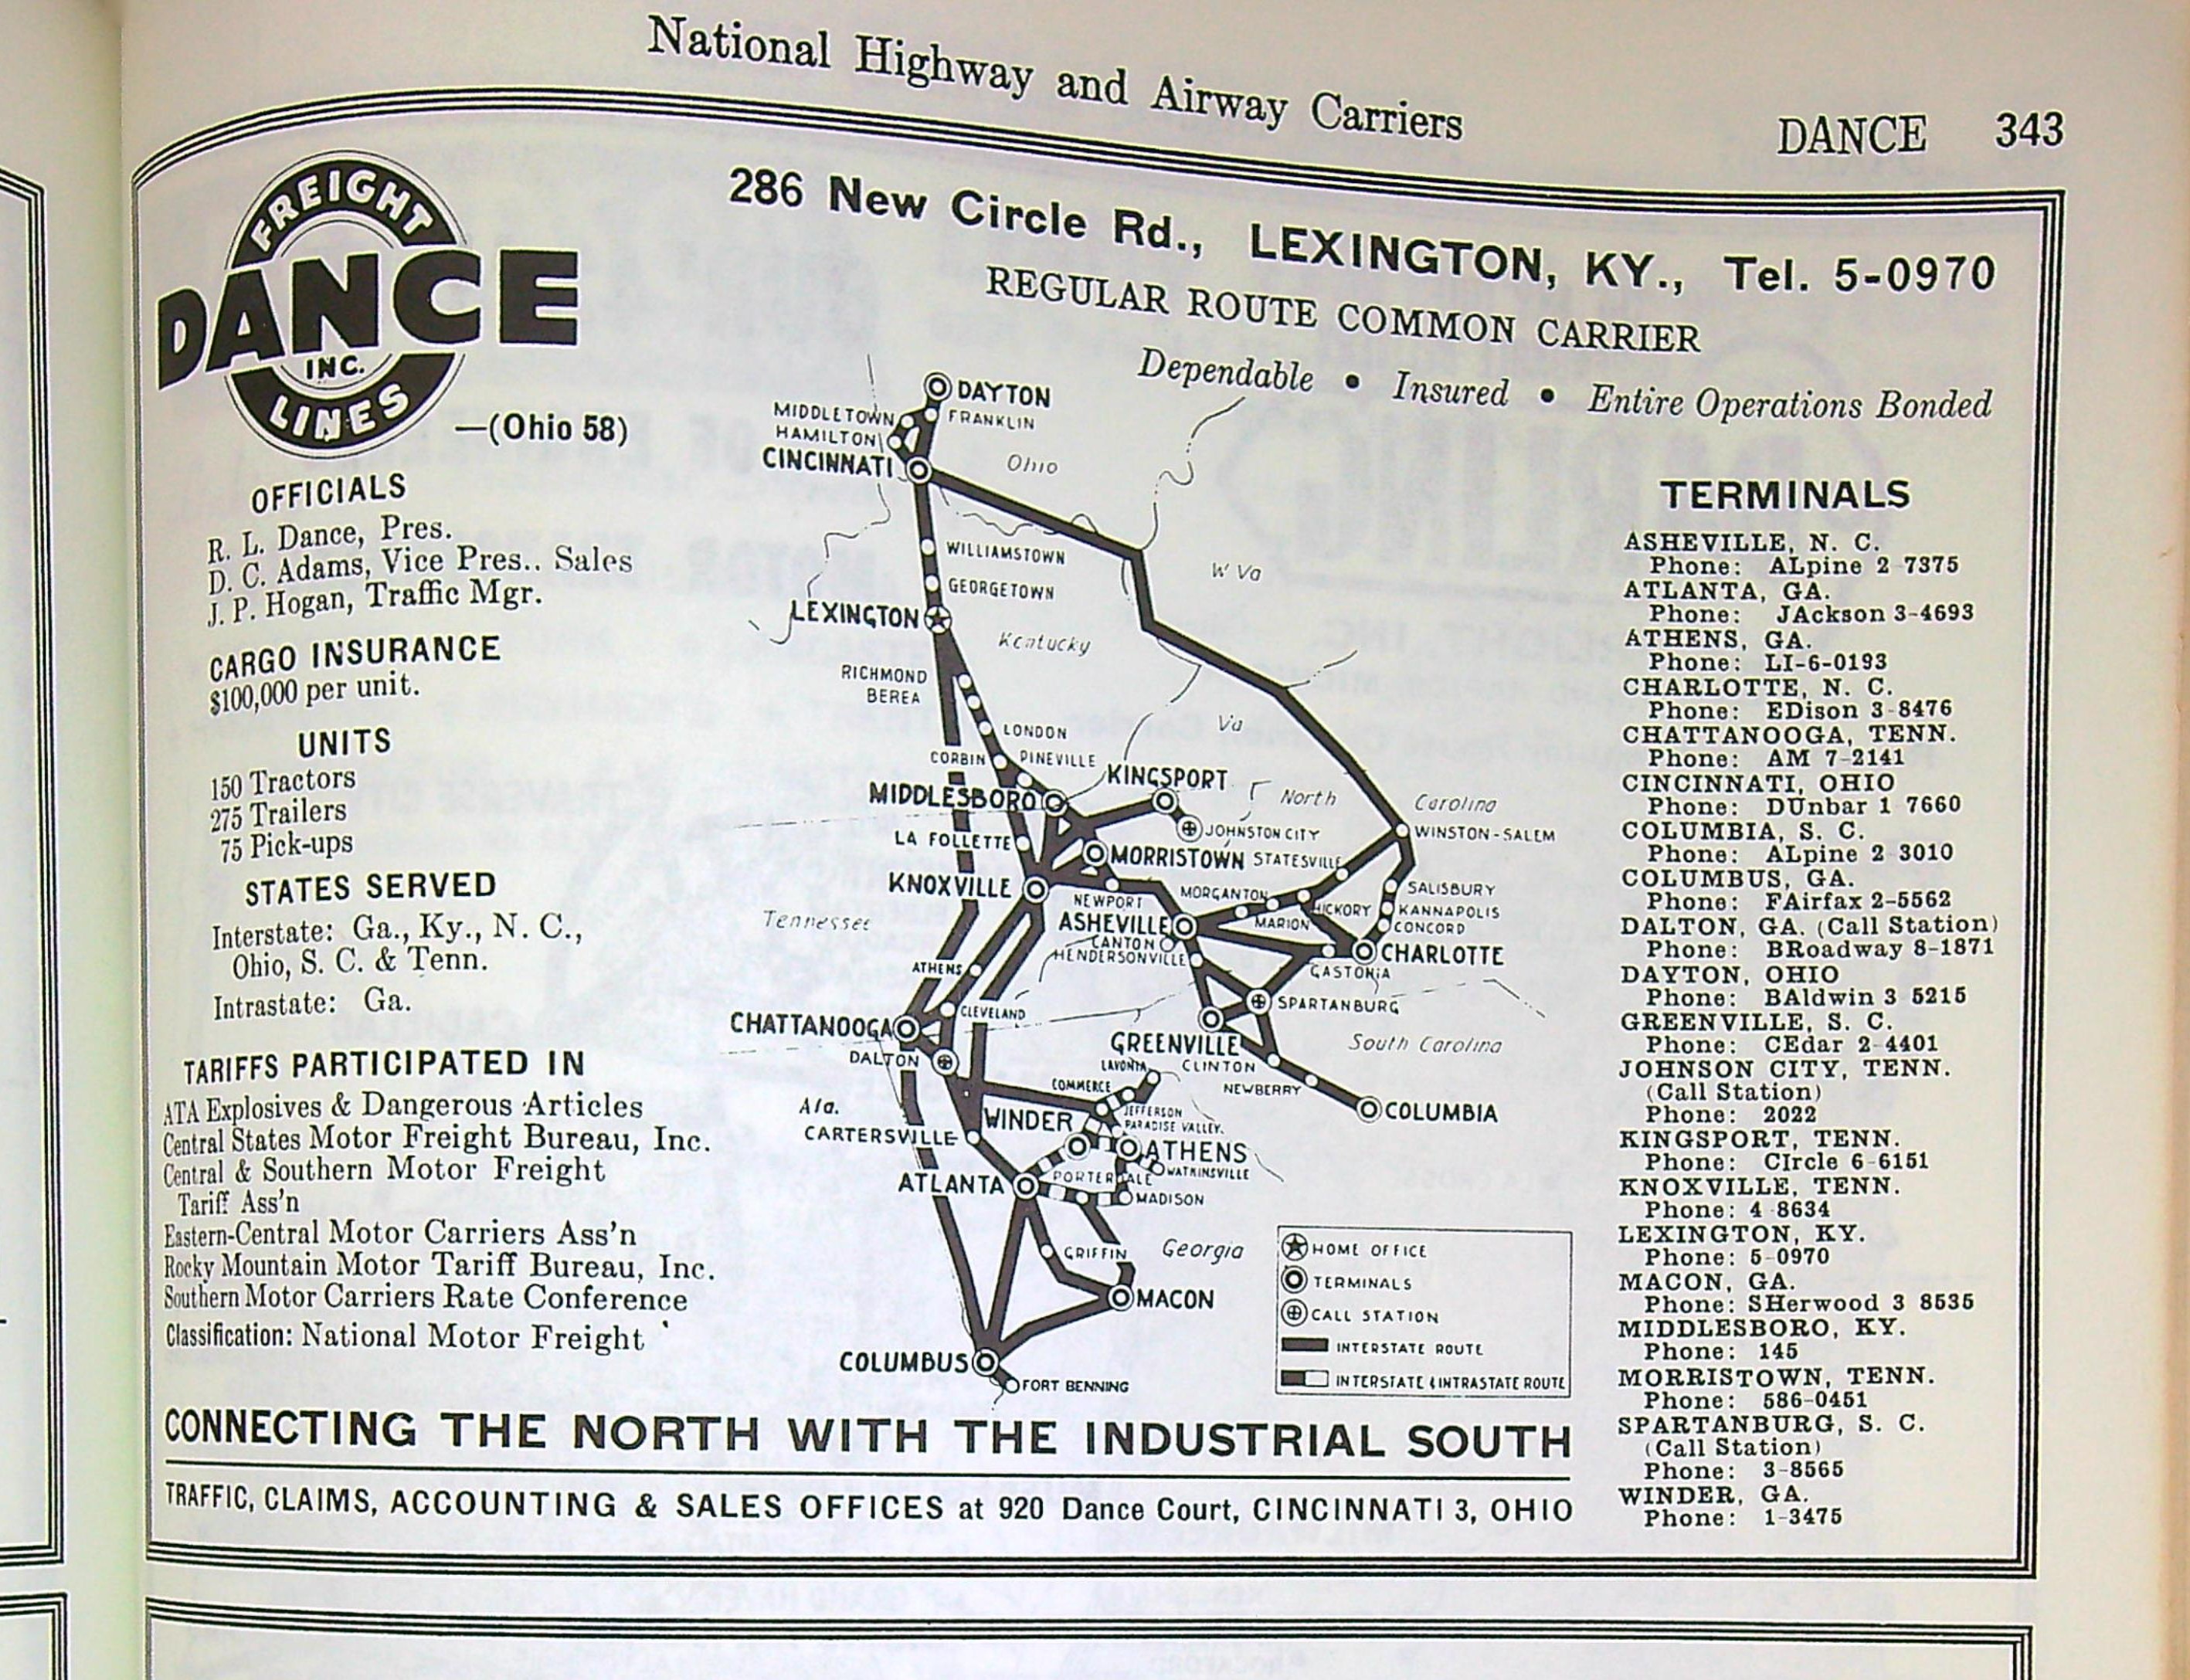 National Highway and Airway Carriers
DANCE 343
FREIGHT
DANCE
INC.
LINES
—(Ohio 58)
286 New Circle Rd., LEXINGTON, KY., Tel. 5-0970
REGULAR ROUTE COMMON CARRIER
Dependable • Insured • Entire Operations Bonded
OFFICIALS
R. L. Dance, Pres.
D. C. Adams, Vice Pres.. Sales
J. P. Hogan, Traffic Mgr.
CARGO INSURANCE
$100,000 per unit.
UNITS
150 Tractors
275 Trailers
75 Pick-ups
STATES SERVED
Interstate: Ga., Ky., N. C.,
Ohio, S. C. & Tenn.
Intrastate: Ga.
TARIFFS PARTICIPATED IN
ATA Explosives & Dangerous Articles
Central States Motor Freight Bureau, Inc.
Central & Southern Motor Freight
Tariff Ass'n
Eastern-Central Motor Carriers Ass'n
Rocky Mountain Motor Tariff Bureau, Inc.
Southern Motor Carriers Rate Conference
Classification: National Motor Freight
DAYTON
MIDDLETOWN
FRANKLIN
HAMILTON
CINCINNATI
Ohio
WILLIAMSTOWN
W Va
GEORGETOWN
LEXINGTON
Kentucky
RICHMOND
BEREA
Va
LONDON
CORBIN
PINEVILLE
KINGSPORT
MIDDLESBORO
North Carolina
JOHNSTON CITY
WINSTON-SALEM
LA FOLLETTE
MORRISTOWN
STATESVILLE
KNOXVILLE
NEWPORT
MORGANTON
SALISBURY
HICKORY
KANNAPOLIS
Tennessee
ASHEVILLE
MARION
CONCORD
CANTON
HENDERSONVILLE
CHARLOTTE
ATHENS
GASTONIA
SPARTANBURG
CLEVELAND
CHATTANOOGA
GREENVILLE
South Carolina
DALTON
LAVONIA
CLINTON
COMMERCE
NEWBERRY
Ala.
WINDER
JEFFERSON
COLUMBIA
PARADISE VALLEY.
CARTERSVILLE
ATHENS
WATKINSVILLE
ATLANTA
PORTERDALE
MADISON
GRIFFIN
Georgia
MACON
COLUMBUS
FORT BENNING
HOME OFFICE
TERMINALS
CALL STATION
INTERSTATE ROUTE
INTERSTATE & INTRASTATE ROUTE
TERMINALS
ASHEVILLE, N. C.
Phone: ALpine 2 7375
ATLANTA, GA.
Phone: JAckson 3-4693
ATHENS, GA.
Phone: LI-6-0193
CHARLOTTE, N. C.
Phone: EDison 3-8476
CHATTANOOGA, TENN.
Phone: AM 7-2141
CINCINNATI, OHIO
Phone: DUnbar 1 7660
COLUMBIA, S. C.
Phone: ALpine 2 3010
COLUMBUS, GA.
Phone: FAirfax 2-5562
DALTON, GA. (Call Station)
Phone: BRoadway 8-1871
DAYTON, OHIO
Phone: BAldwin 3 5215
GREENVILLE, S. C.
Phone: CEdar 2-4401
JOHNSON CITY, TENN.
(Call Station)
Phone: 2022
KINGSPORT, TENN.
Phone: CIrcle 6-6151
KNOXVILLE, TENN.
Phone: 4 8634
LEXINGTON, KY.
Phone: 5-0970
MACON, GA.
Phone: SHerwood 3 8535
MIDDLESBORO, KY.
Phone: 145
MORRISTOWN, TENN.
Phone: 586-0451
SPARTANBURG, S. C.
(Call Station)
Phone: 3-8565
WINDER, GA.
Phone: 1-3475
CONNECTING THE NORTH WITH THE INDUSTRIAL SOUTH
TRAFFIC, CLAIMS, ACCOUNTING & SALES OFFICES at 920 Dance Court, CINCINNATI 3, OHIO